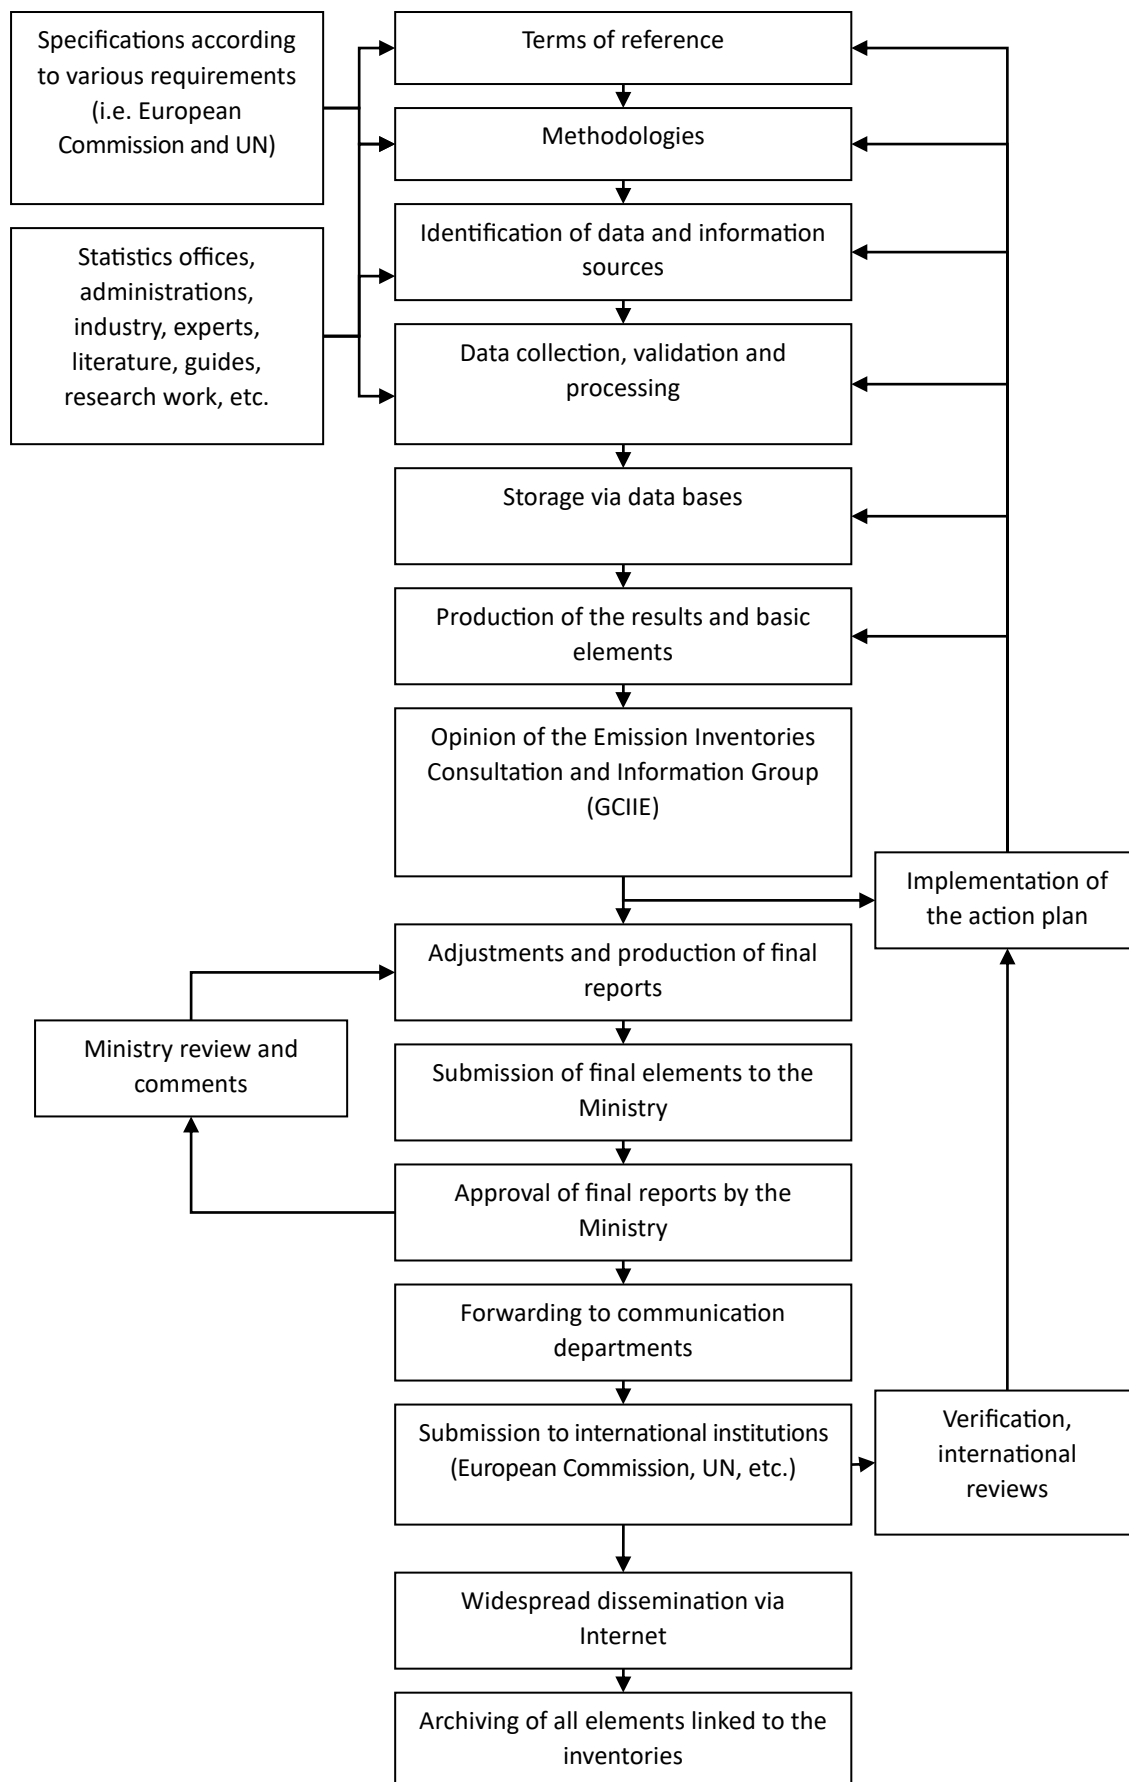 Specifications according
to various requirements
(i.e. European
Commission and UN)
Terms of reference
Methodologies
Statistics offices,
administrations,
industry, experts,
literature, guides,
research work, etc.
Identification of data and information
sources
Data collection, validation and
processing
Storage via data bases
Production of the results and basic
elements
Opinion of the Emission Inventories
Consultation and Information Group
(GCIIE)
Implementation of
the action plan
Adjustments and production of final
reports
Ministry review and
comments
Submission of final elements to the
Ministry
Approval of final reports by the
Ministry
Forwarding to communication
departments
Submission to international institutions
(European Commission, UN, etc.)
Verification,
international
reviews
Widespread dissemination via
Internet
Archiving of all elements linked to the
inventories